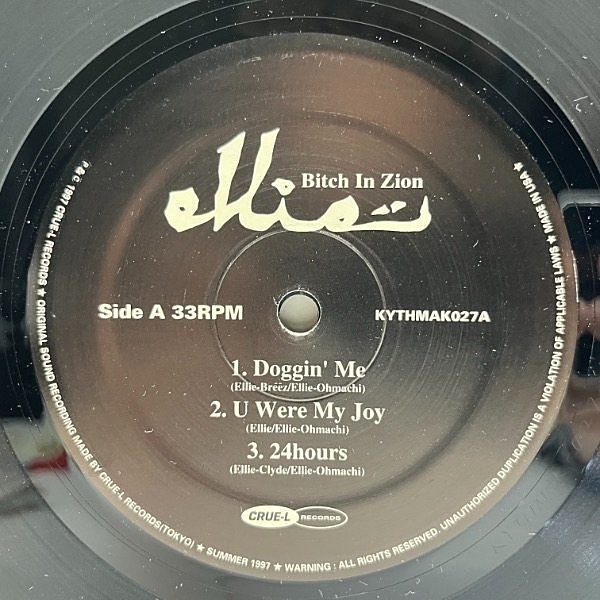 Bitch In Zion
ellie
Side A 33RPM
KYTHMAK027A
1. Doggin' Me
(Ellie-Brëëz/Ellie-Ohmachi)
2. U Were My Joy
(Ellie/Ellie-Ohmachi)
3. 24hours
(Ellie-Clyde/Ellie-Ohmachi)
CRUE-L RECORDS
P & © 1997 CRUE-L RECORDS ★ ORIGINAL SOUND RECORDING MADE BY CRUE-L RECORDS(TOKYO) ★ SUMMER 1997 ★ WARNING : ALL RIGHTS RESERVED. UNAUTHORIZED DUPLICATION IS A VIOLATION OF APPLICABLE LAWS ★ MADE IN USA ★